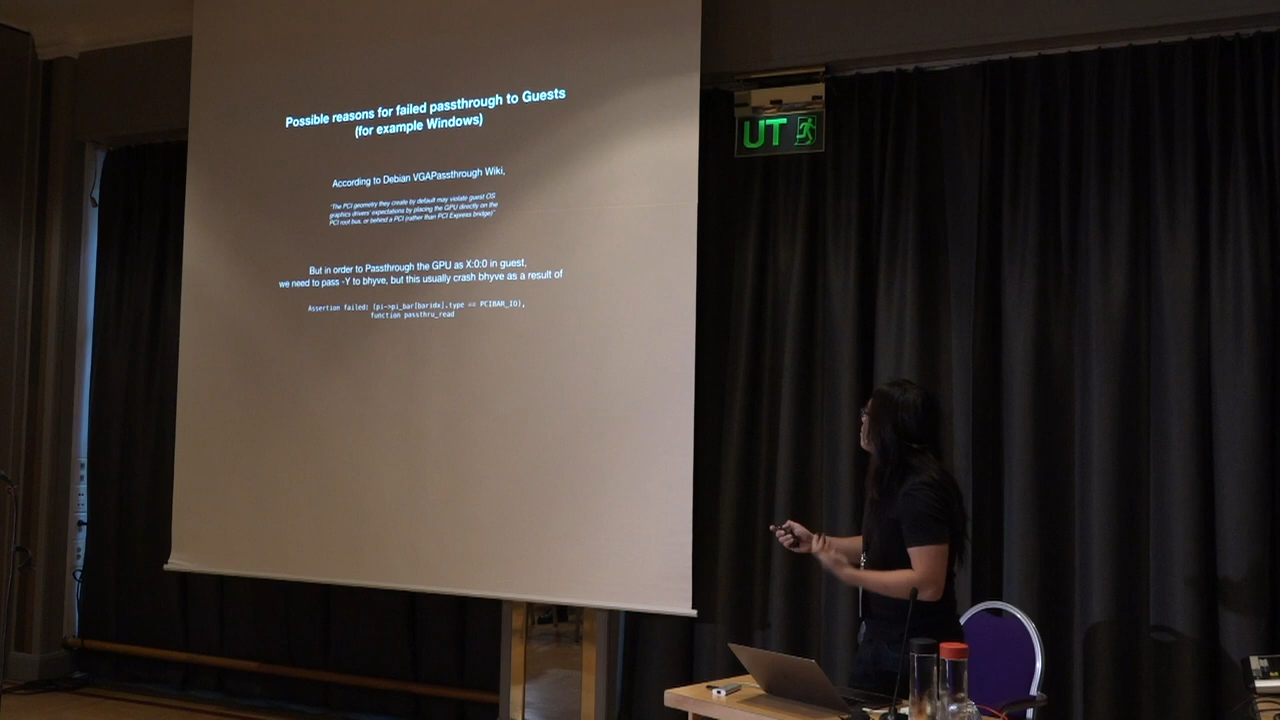 Possible reasons for failed passthrough to Guests
(for example Windows)
According to Debian VGAPassthrough Wiki,
"The PCI geometry they create by default may violate guest OS
graphics drivers' expectations by placing the GPU directly on the
PCI root bus, or behind a PCI (rather than PCI Express bridge)"
But in order to Passthrough the GPU as X:0:0 in guest,
we need to pass -Y to bhyve, but this usually crash bhyve as a result of
Assertion failed: (pi->pi_bar[baridx].type == PCIBAR_IO),
function passthru_read
UT